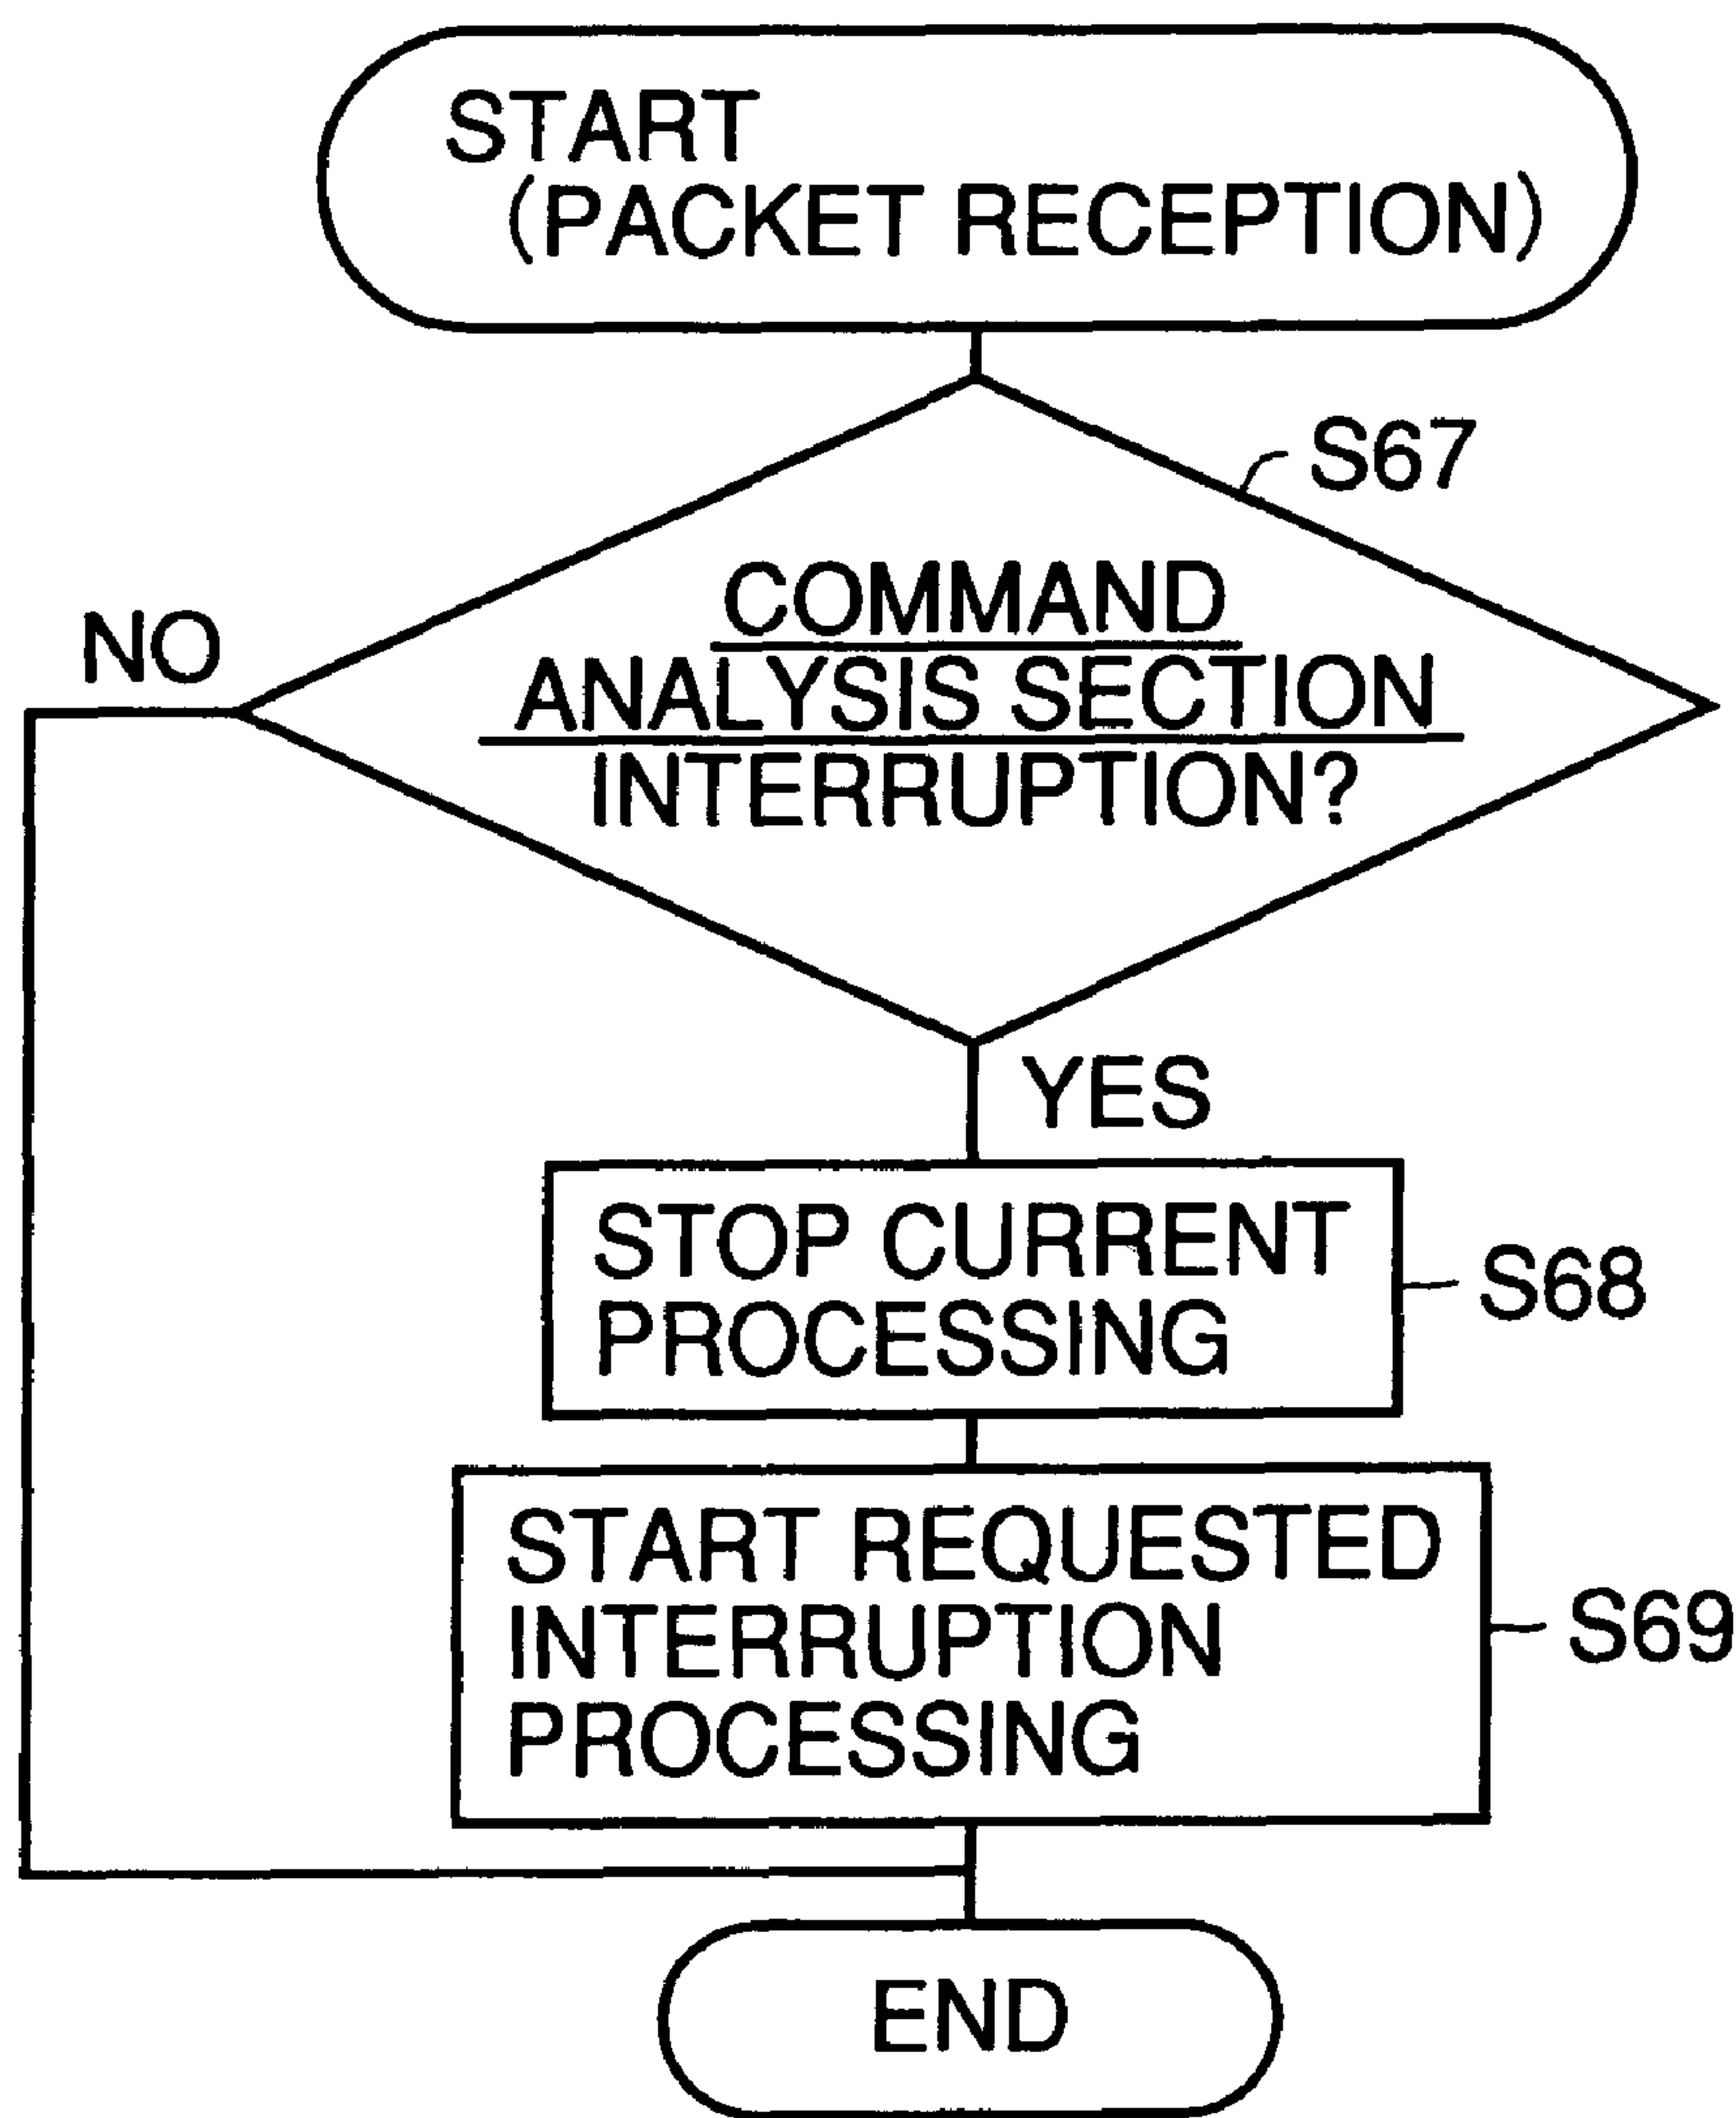 START
(PACKET RECEPTION)
S67
COMMAND
ANALYSIS SECTION
INTERRUPTION?
NO
YES
STOP CURRENT
PROCESSING
S68
START REQUESTED
INTERRUPTION
PROCESSING
S69
END